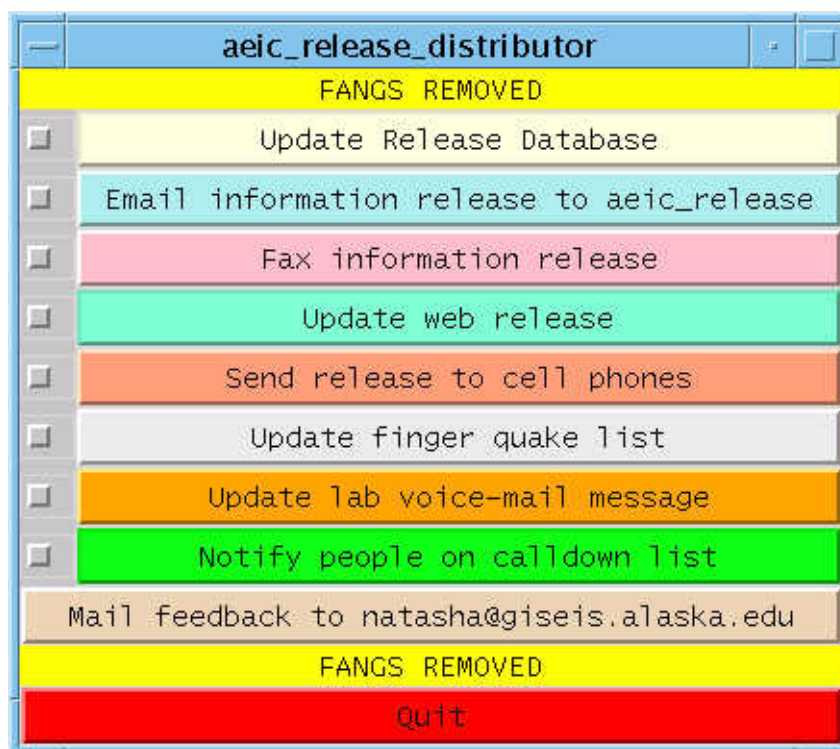 aeic_release_distributor
FANGS REMOVED
Update Release Database
Email information release to aeic_release
Fax information release
Update web release
Send release to cell phones
Update finger quake list
Update lab voice-mail message
Notify people on calldown list
Mail feedback to natasha@giseis.alaska.edu
FANGS REMOVED
Quit